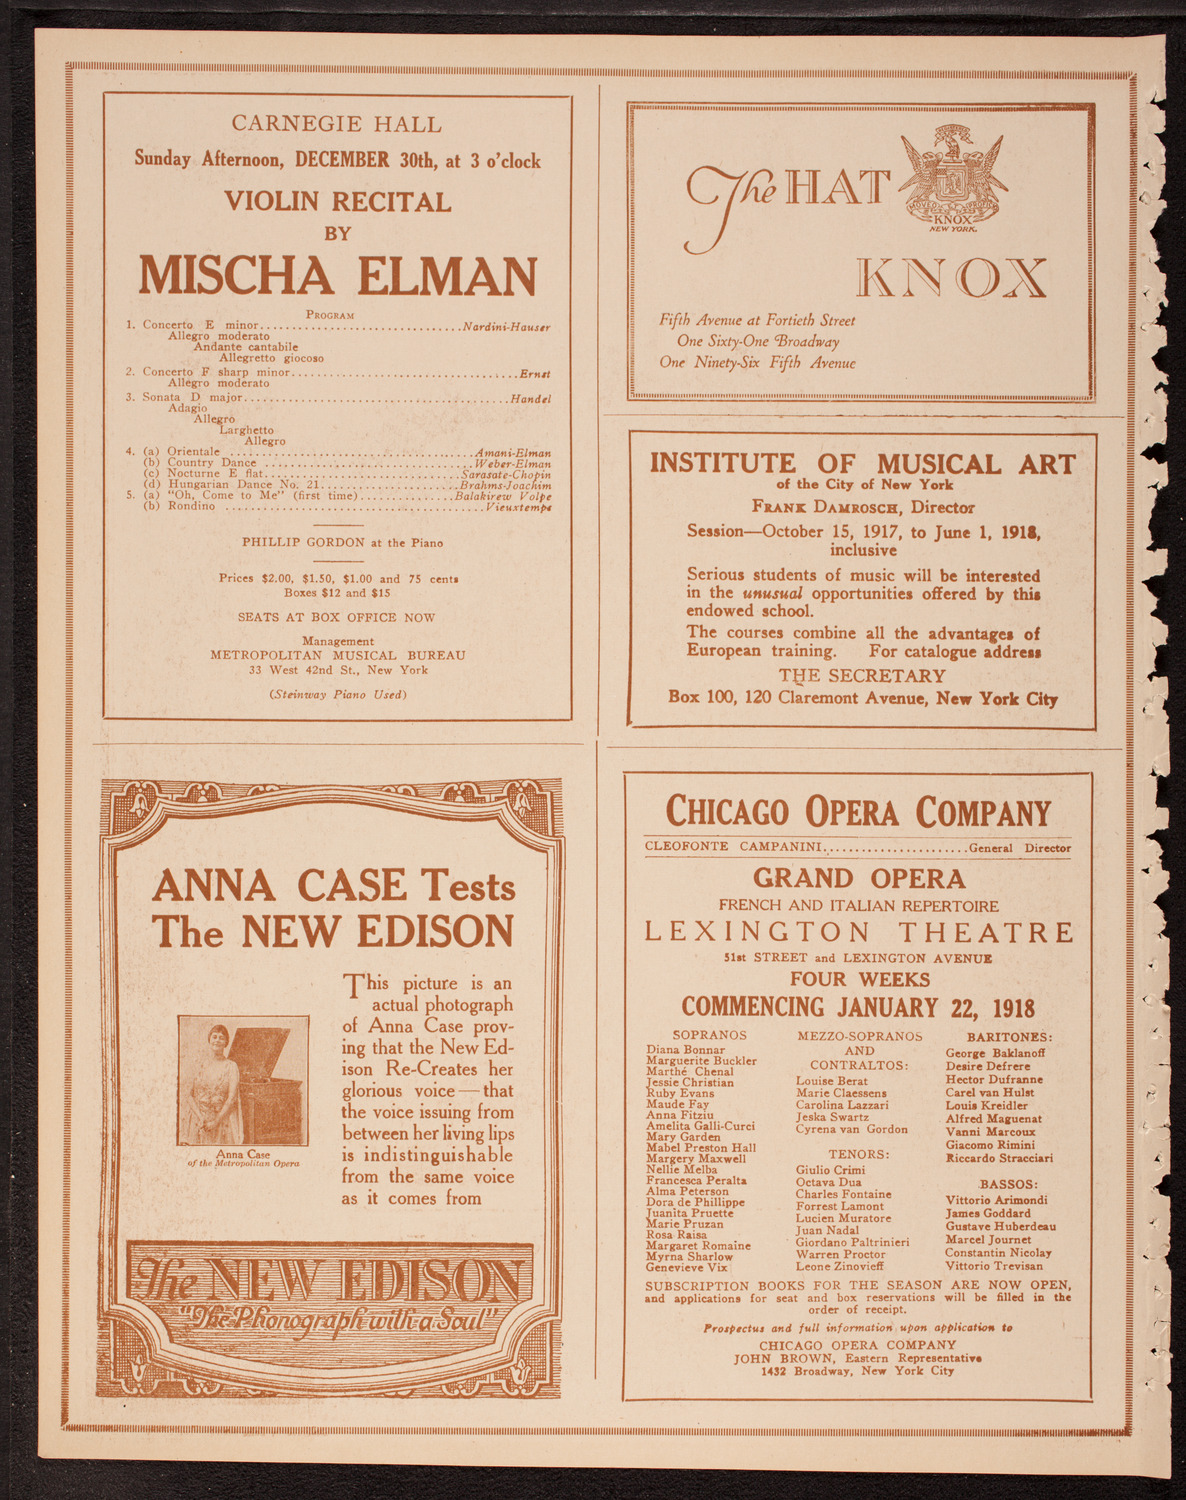 CARNEGIE HALL
Sunday Afternoon, DECEMBER 30th, at 3 o'clock
VIOLIN RECITAL
BY
MISCHA ELMAN
PROGRAM
1. Concerto E minor..............................Nardini-Hauser
Allegro moderato
Andante cantabile
Allegretto giocoso
2. Concerto F sharp minor..................................Ernst
Allegro moderato
3. Sonata D major........................................Handel
Adagio
Allegro
Larghetto
Allegro
4. (a) Orientale .....................................Amani-Elman
(b) Country Dance ................................Weber-Elman
(c) Nocturne E flat..............................Sarasate-Chopin
(d) Hungarian Dance No. 21.....................Brahms-Joachim
5. (a) "Oh, Come to Me" (first time)...............Balakirew Volpe
(b) Rondino .......................................Vieuxtemps
PHILLIP GORDON at the Piano
Prices $2.00, $1.50, $1.00 and 75 cents
Boxes $12 and $15
SEATS AT BOX OFFICE NOW
Management
METROPOLITAN MUSICAL BUREAU
33 West 42nd St., New York
(Steinway Piano Used)
The HAT
KNOX
NEW YORK.
KNOX
Fifth Avenue at Fortieth Street
One Sixty-One Broadway
One Ninety-Six Fifth Avenue
INSTITUTE OF MUSICAL ART
of the City of New York
FRANK DAMROSCH, Director
Session—October 15, 1917, to June 1, 1918,
inclusive
Serious students of music will be interested
in the unusual opportunities offered by this
endowed school.
The courses combine all the advantages of
European training. For catalogue address
THE SECRETARY
Box 100, 120 Claremont Avenue, New York City
ANNA CASE Tests
The NEW EDISON
This picture is an
actual photograph
of Anna Case prov-
ing that the New Ed-
ison Re-Creates her
glorious voice—that
the voice issuing from
between her living lips
is indistinguishable
from the same voice
as it comes from
Anna Case
of the Metropolitan Opera
The NEW EDISON
"The Phonograph with a Soul"
CHICAGO OPERA COMPANY
CLEOFONTE CAMPANINI.......................General Director
GRAND OPERA
FRENCH AND ITALIAN REPERTOIRE
LEXINGTON THEATRE
51st STREET and LEXINGTON AVENUE
FOUR WEEKS
COMMENCING JANUARY 22, 1918
SOPRANOS
Diana Bonnar
Marguerite Buckler
Marthé Chenal
Jessie Christian
Ruby Evans
Maude Fay
Anna Fitziu
Amelita Galli-Curci
Mary Garden
Mabel Preston Hall
Margery Maxwell
Nellie Melba
Francesca Peralta
Alma Peterson
Dora de Phillippe
Juanita Pruette
Marie Pruzan
Rosa Raisa
Margaret Romaine
Myrna Sharlow
Genevieve Vix
MEZZO-SOPRANOS
AND
CONTRALTOS:
Louise Berat
Marie Claessens
Carolina Lazzari
Jeska Swartz
Cyrena van Gordon
TENORS:
Giulio Crimi
Octava Dua
Charles Fontaine
Forrest Lamont
Lucien Muratore
Juan Nadal
Giordano Paltrinieri
Warren Proctor
Leone Zinovieff
BARITONES:
George Baklanoff
Desire Defrere
Hector Dufranne
Carel van Hulst
Louis Kreidler
Alfred Maguenat
Vanni Marcoux
Giacomo Rimini
Riccardo Stracciari
BASSOS:
Vittorio Arimondi
James Goddard
Gustave Huberdeau
Marcel Journet
Constantin Nicolay
Vittorio Trevisan
SUBSCRIPTION BOOKS FOR THE SEASON ARE NOW OPEN,
and applications for seat and box reservations will be filled in the
order of receipt.
Prospectus and full information upon application to
CHICAGO OPERA COMPANY
JOHN BROWN, Eastern Representative
1432 Broadway, New York City